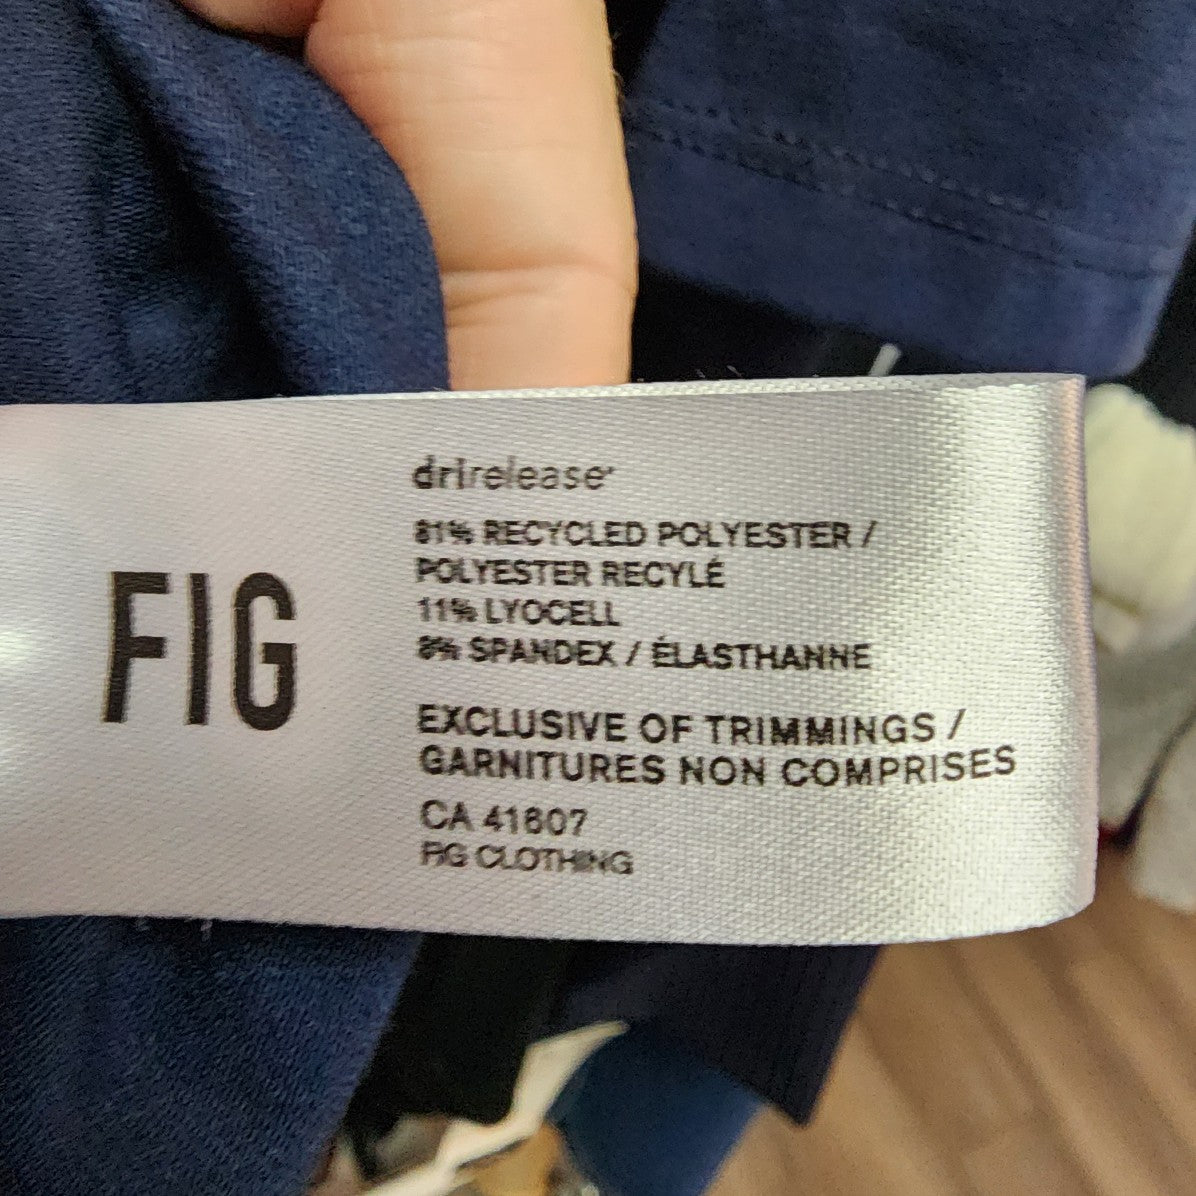 FIG
drirelease
81% RECYCLED POLYESTER /
POLYESTER RECYLÉ
11% LYOCELL
8% SPANDEX / ÉLASTHANNE
EXCLUSIVE OF TRIMMINGS /
GARNITURES NON COMPRISES
CA 41607
FIG CLOTHING